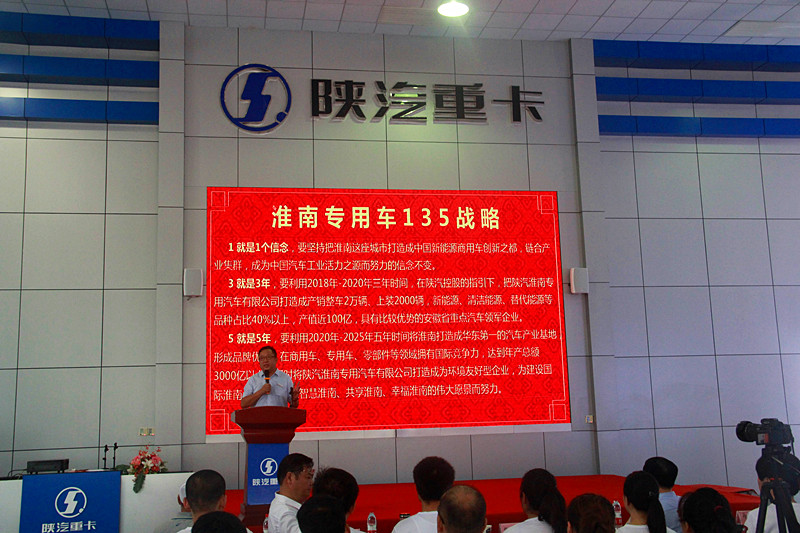 陕汽重卡
淮南专用车135战略
1 就是1个信念，要坚持把淮南这座城市打造成中国新能源商用车创新之都，链合产
业集群，成为中国汽车工业活力之源而努力的信念不变。
3 就是3年，要利用2018年-2020年三年时间，在陕汽控股的指引下，把陕汽淮南专
用汽车有限公司打造成产销整车2万辆、上装2000辆，新能源、清洁能源、替代能源等
品种占比40%以上，产值近100亿，具有比较优势的安徽省重点汽车领军企业。
5 就是5年，要利用2020年-2025年五年时间将淮南打造成华东第一的汽车产业基地
形成品牌优 在商用车、专用车、零部件等领域拥有国际竞争力，达到年产总额
3000亿以 时将陕汽淮南专用汽车有限公司打造成为环境友好型企业，为建设国
际淮南 智慧淮南、共享淮南、幸福淮南的伟大愿景而努力。
陕汽重卡
陕汽重卡